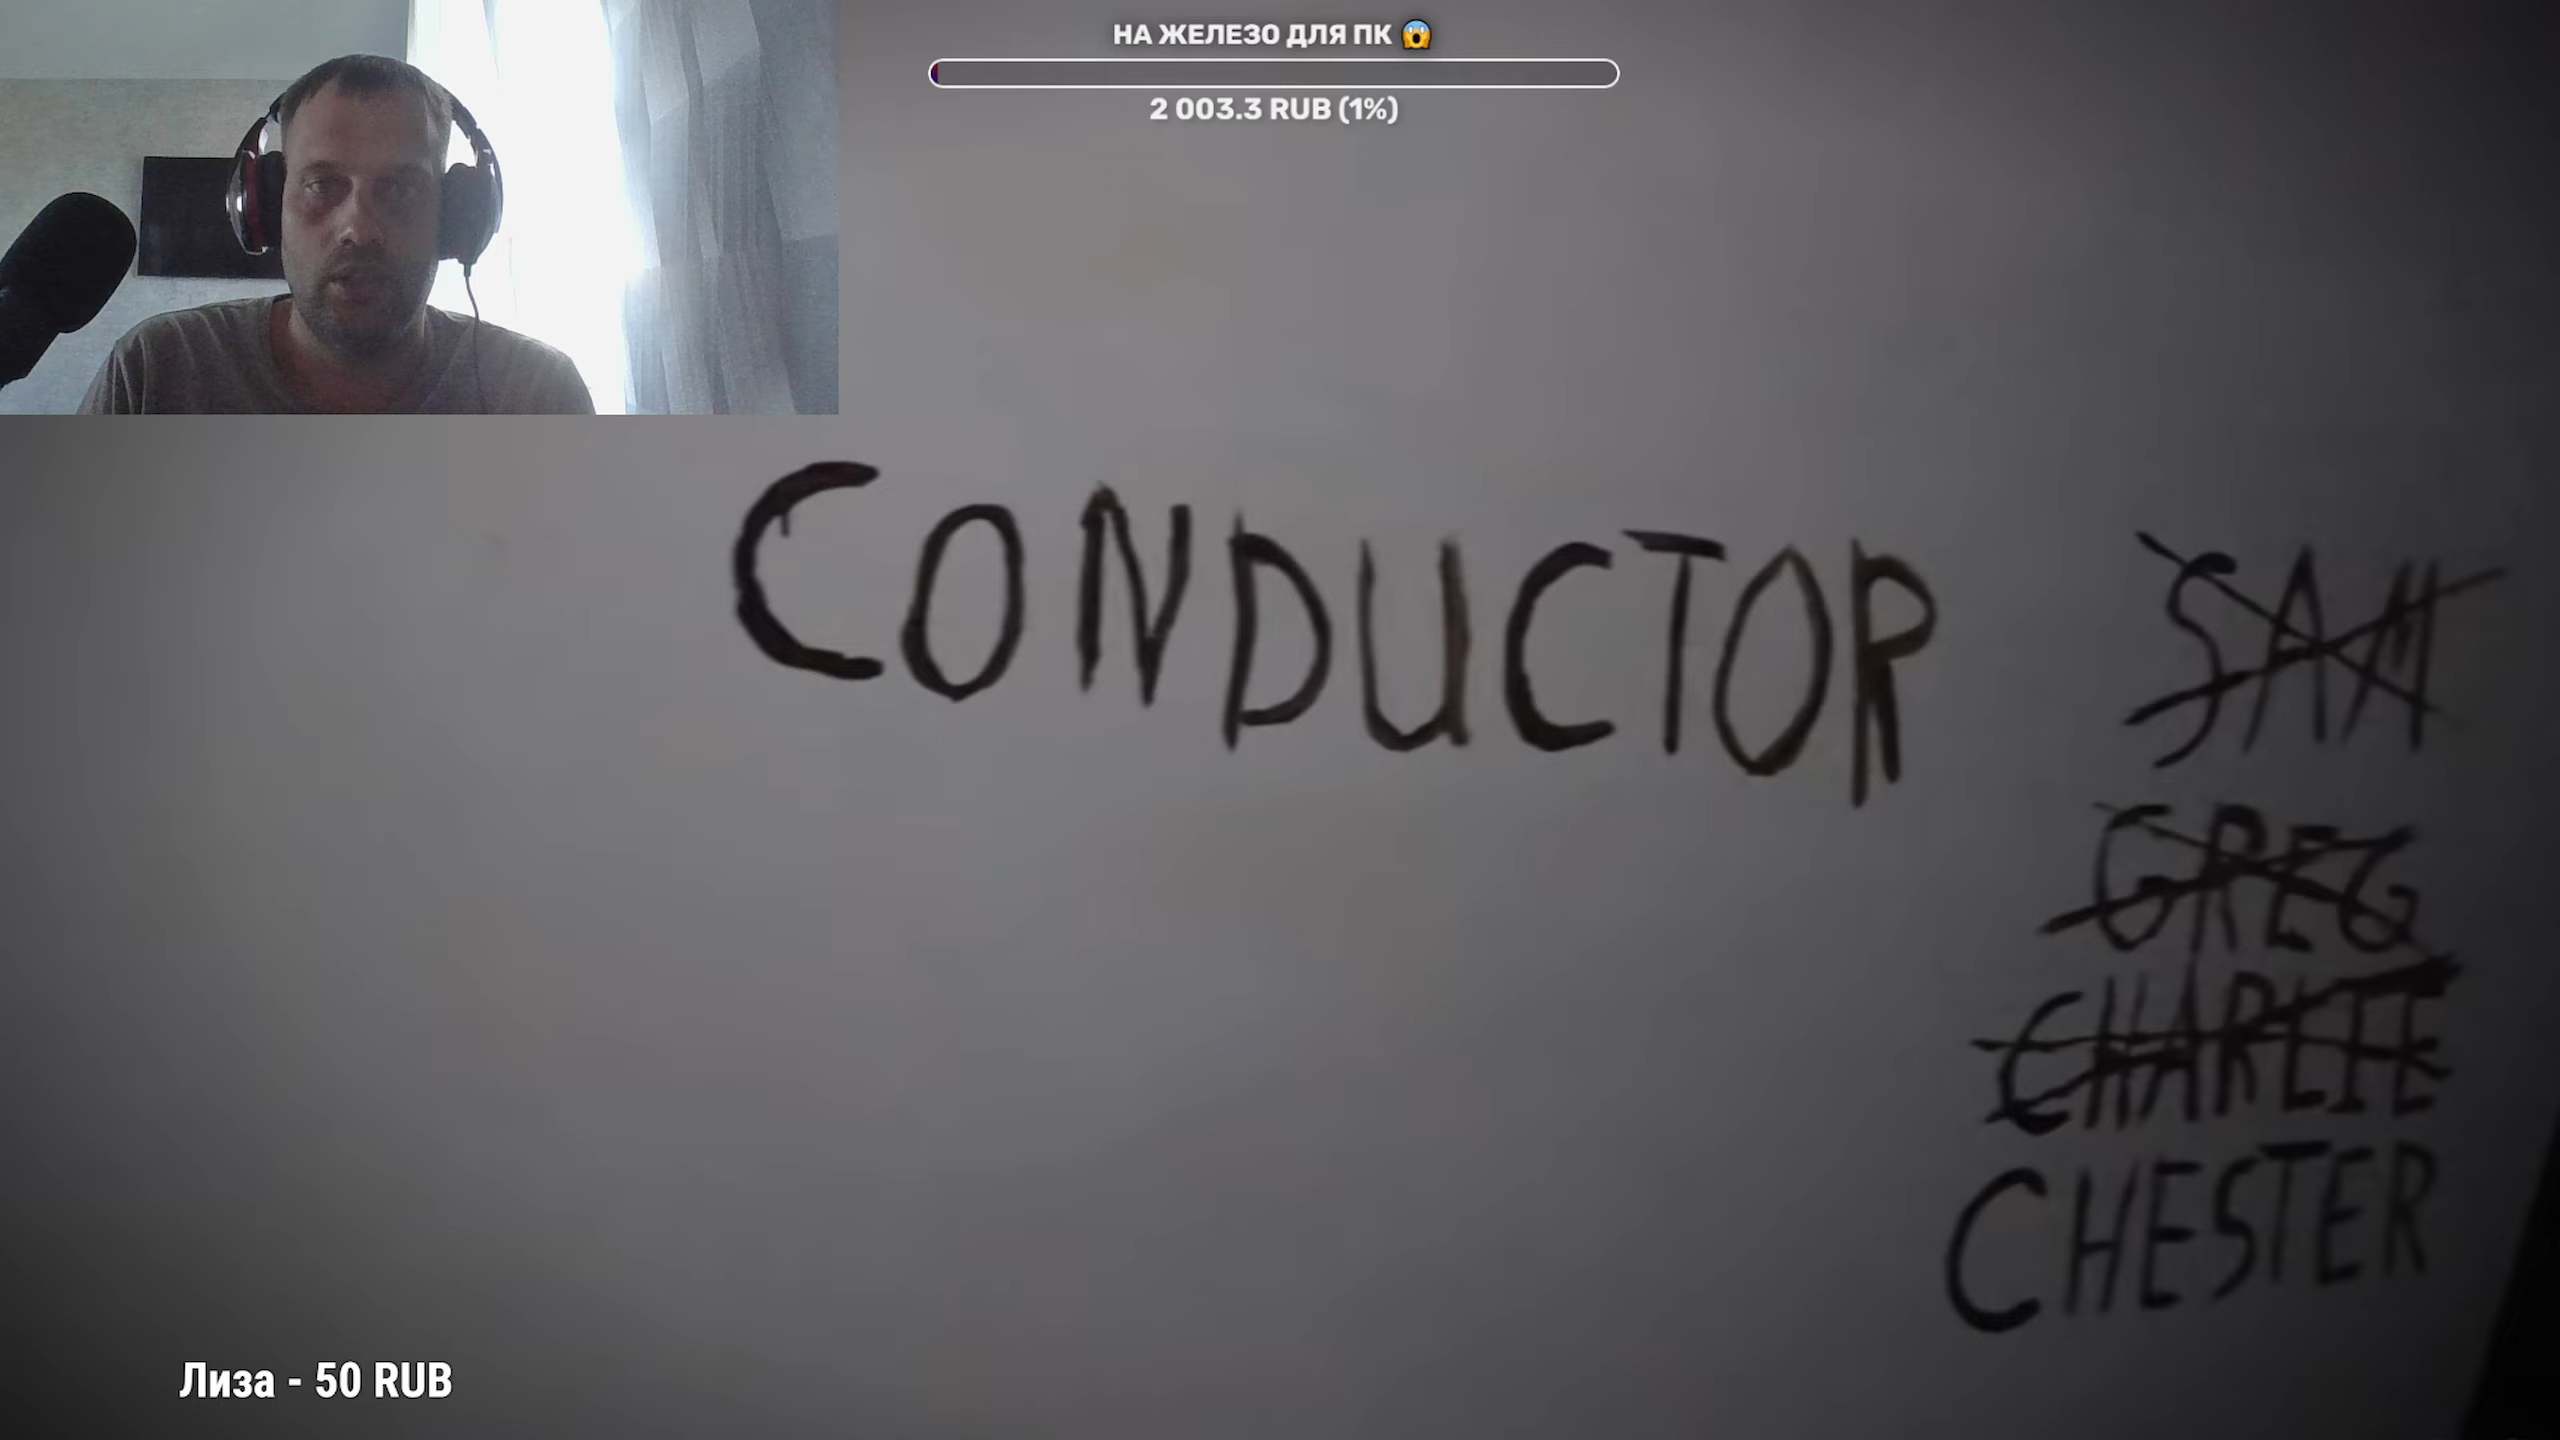 НА ЖЕЛЕЗО ДЛЯ ПК 😱
2 003.3 RUB (1%)
CONDUCTOR
SAM
GREG
CHARLIE
CHESTER
Лиза - 50 RUB